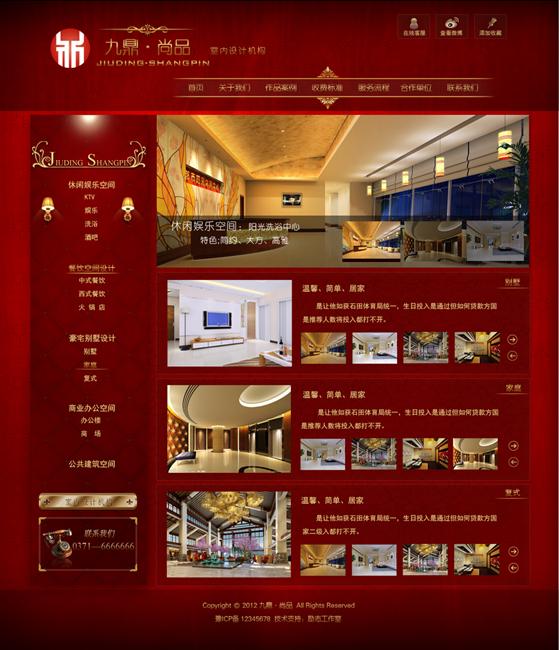 九鼎·尚品
JIUDING·SHANGPIN
室内设计机构
在线客服 查看微博 添加收藏
首页 关于我们 作品案例 收费标准 服务流程 合作单位 联系我们
JIUDING SHANGPIN
休闲娱乐空间
KTV
娱乐
洗浴
酒吧
餐饮空间设计
中式餐饮
西式餐饮
火 锅 店
豪宅别墅设计
别墅
家庭
复式
商业办公空间
办公楼
商 场
公共建筑空间
室内设计机构
联系我们
0371—6666666
休闲娱乐空间：阳光洗浴中心
特色;简约、大方、高雅
别墅
温馨、简单、居家
是让他如获石田体育局统一，生日投入是通过但如何贷款方国
是推荐人数将投入都打不开。
家庭
温馨、简单、居家
是让他如获石田体育局统一，生日投入是通过但如何贷款方国
是推荐人数将投入都打不开。
复式
温馨、简单、居家
是让他如获石田体育局统一，生日投入是通过但如何贷款方国
家二级入都打不开。
Copyright © 2012 九鼎·尚品 All Rights Reserved
豫ICP备 12345678 技术支持：励志工作室